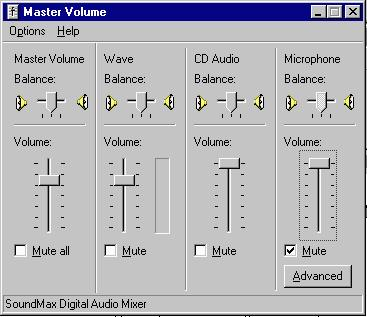 Master Volume
Options Help
Master Volume Wave CD Audio Microphone
Balance: Balance: Balance: Balance:
Volume: Volume: Volume: Volume:
Mute all Mute Mute Mute
Advanced
SoundMax Digital Audio Mixer